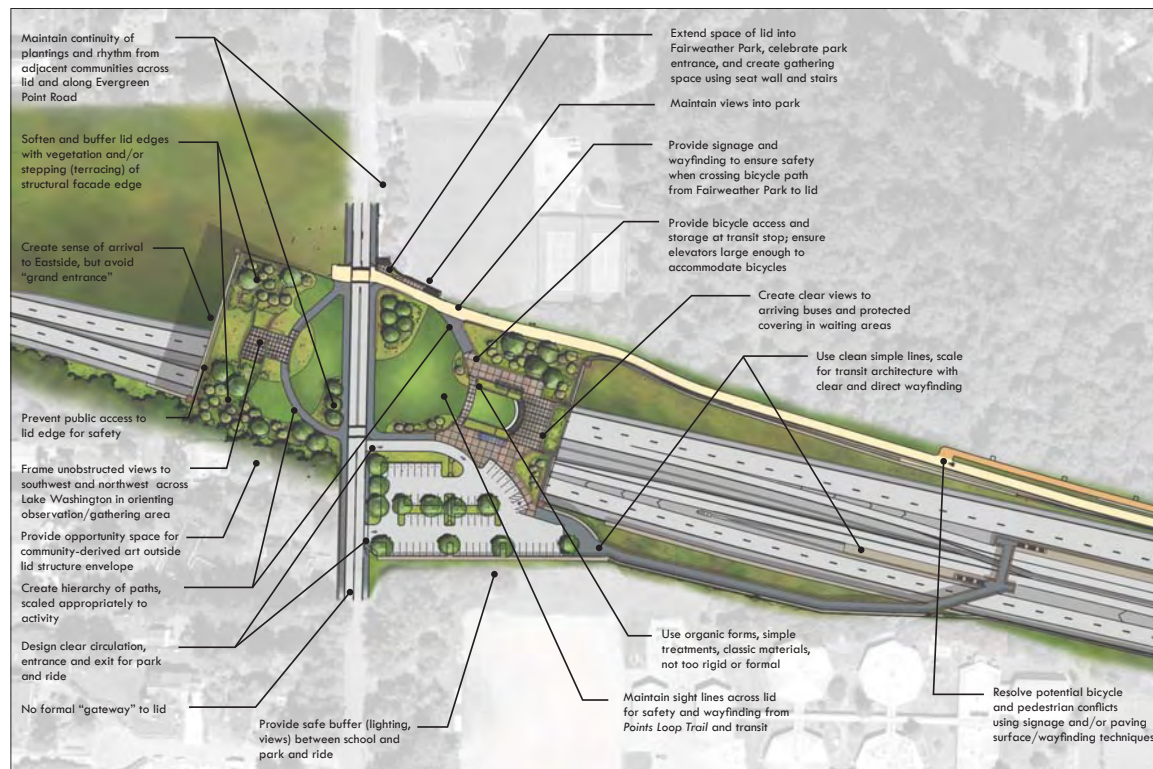 Maintain continuity of
plantings and rhythm from
adjacent communities across
lid and along Evergreen
Point Road
Soften and buffer lid edges
with vegetation and/or
stepping (terracing) of
structural facade edge
Create sense of arrival
to Eastside, but avoid
“grand entrance”
Prevent public access to
lid edge for safety
Frame unobstructed views to
southwest and northwest across
Lake Washington in orienting
observation/gathering area
Provide opportunity space for
community-derived art outside
lid structure envelope
Create hierarchy of paths,
scaled appropriately to
activity
Design clear circulation,
entrance and exit for park
and ride
No formal “gateway” to lid
Provide safe buffer (lighting,
views) between school and
park and ride
Extend space of lid into
Fairweather Park, celebrate park
entrance, and create gathering
space using seat wall and stairs
Maintain views into park
Provide signage and
wayfinding to ensure safety
when crossing bicycle path
from Fairweather Park to lid
Provide bicycle access and
storage at transit stop; ensure
elevators large enough to
accommodate bicycles
Create clear views to
arriving buses and protected
covering in waiting areas
Use clean simple lines, scale
for transit architecture with
clear and direct wayfinding
Use organic forms, simple
treatments, classic materials,
not too rigid or formal
Maintain sight lines across lid
for safety and wayfinding from
Points Loop Trail and transit
Resolve potential bicycle
and pedestrian conflicts
using signage and/or paving
surface/wayfinding techniques